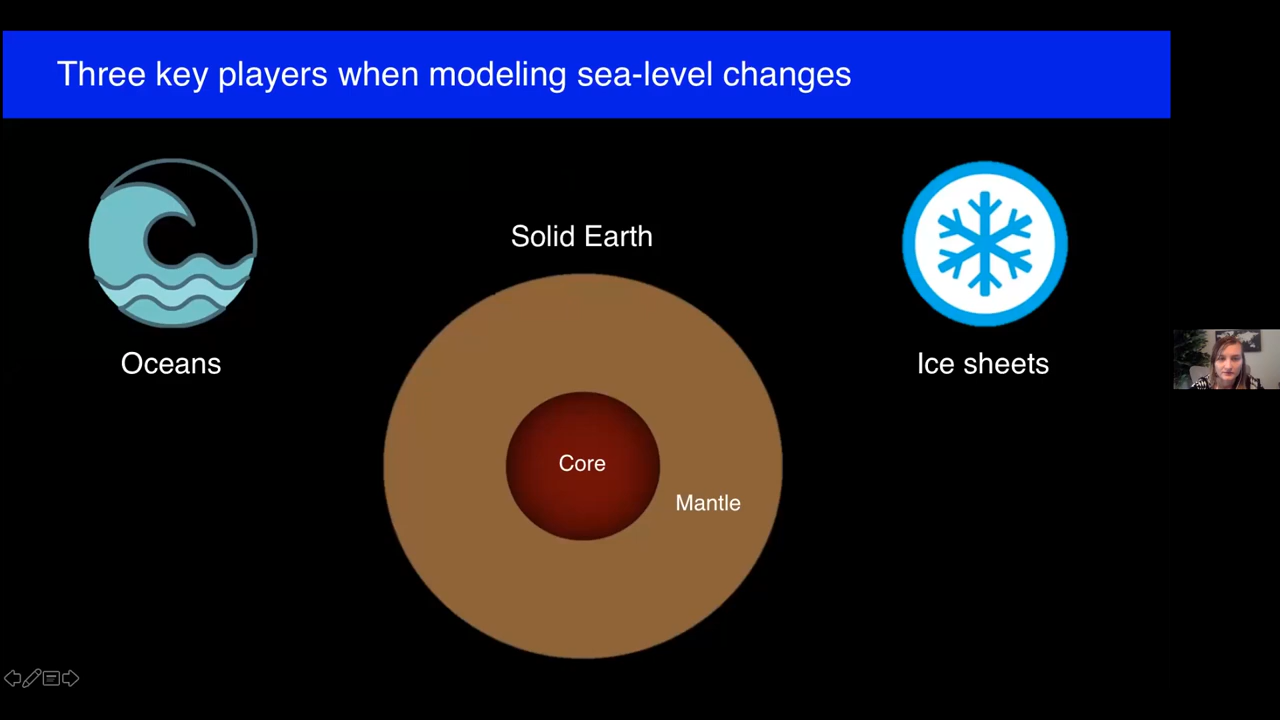 Three key players when modeling sea-level changes
Solid Earth
Oceans
Ice sheets
Core
Mantle